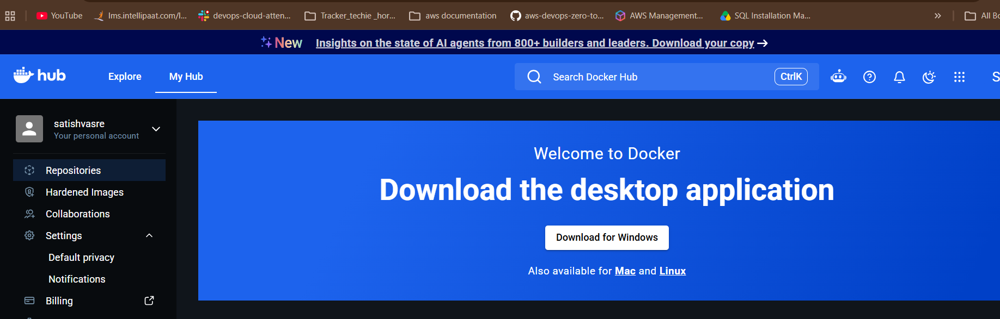 YouTube lms.intellipaat.com/l... devops-cloud-atten... Tracker_techie _hor... aws documentation aws-devops-zero-to... AWS Management... SQL Installation Ma... » All Bo
New Insights on the state of AI agents from 800+ builders and leaders. Download your copy →
hub Explore My Hub Search Docker Hub CtrlK S
satishvasre
Your personal account
Repositories
Hardened Images
Collaborations
Settings
Default privacy
Notifications
Billing
Welcome to Docker
Download the desktop application
Download for Windows
Also available for Mac and Linux